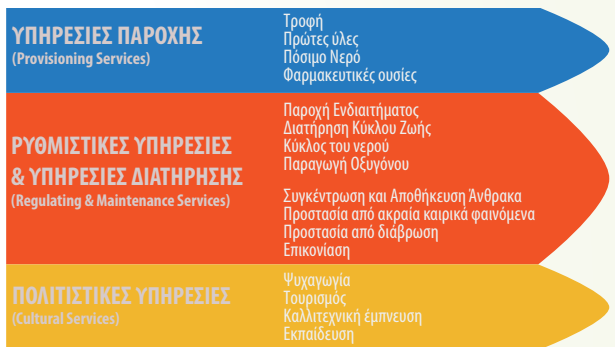 ΥΠΗΡΕΣΙΕΣ ΠΑΡΟΧΗΣ
(Provisioning Services)
Τροφή
Πρώτες ύλες
Πόσιμο Νερό
Φαρμακευτικές ουσίες
ΡΥΘΜΙΣΤΙΚΕΣ ΥΠΗΡΕΣΙΕΣ
& ΥΠΗΡΕΣΙΕΣ ΔΙΑΤΗΡΗΣΗΣ
(Regulating & Maintenance Services)
Παροχή Ενδιαιτήματος
Διατήρηση Κύκλου Ζωής
Κύκλος του νερού
Παραγωγή Οξυγόνου
Συγκέντρωση και Αποθήκευση Άνθρακα
Προστασία από ακραία καιρικά φαινόμενα
Προστασία από διάβρωση
Επικονίαση
ΠΟΛΙΤΙΣΤΙΚΕΣ ΥΠΗΡΕΣΙΕΣ
(Cultural Services)
Ψυχαγωγία
Τουρισμός
Καλλιτεχνική έμπνευση
Εκπαίδευση